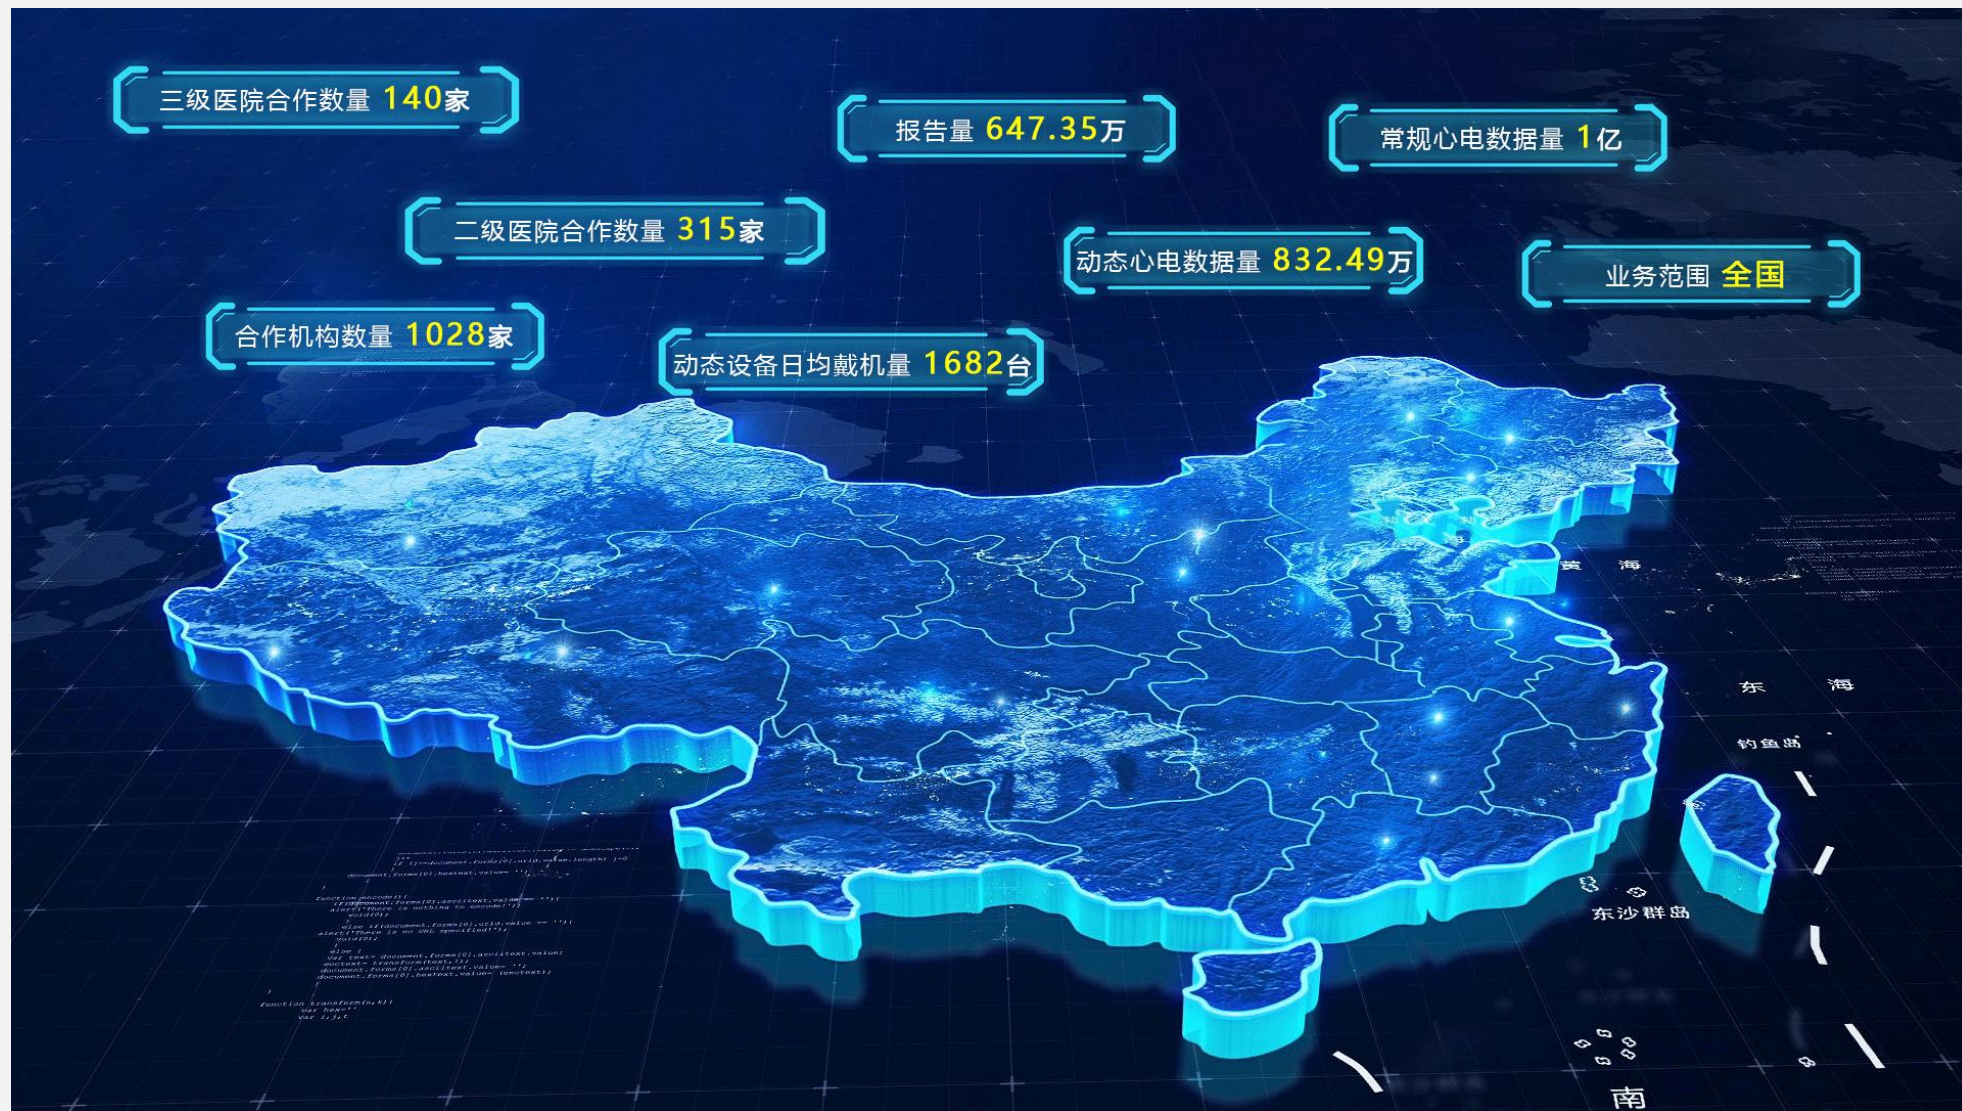 三级医院合作数量 140家
报告量 647.35万
常规心电数据量 1亿
二级医院合作数量 315家
动态心电数据量 832.49万
业务范围 全国
合作机构数量 1028家
动态设备日均戴机量 1682台
黄 海
东 海
钓鱼岛
东沙群岛
南